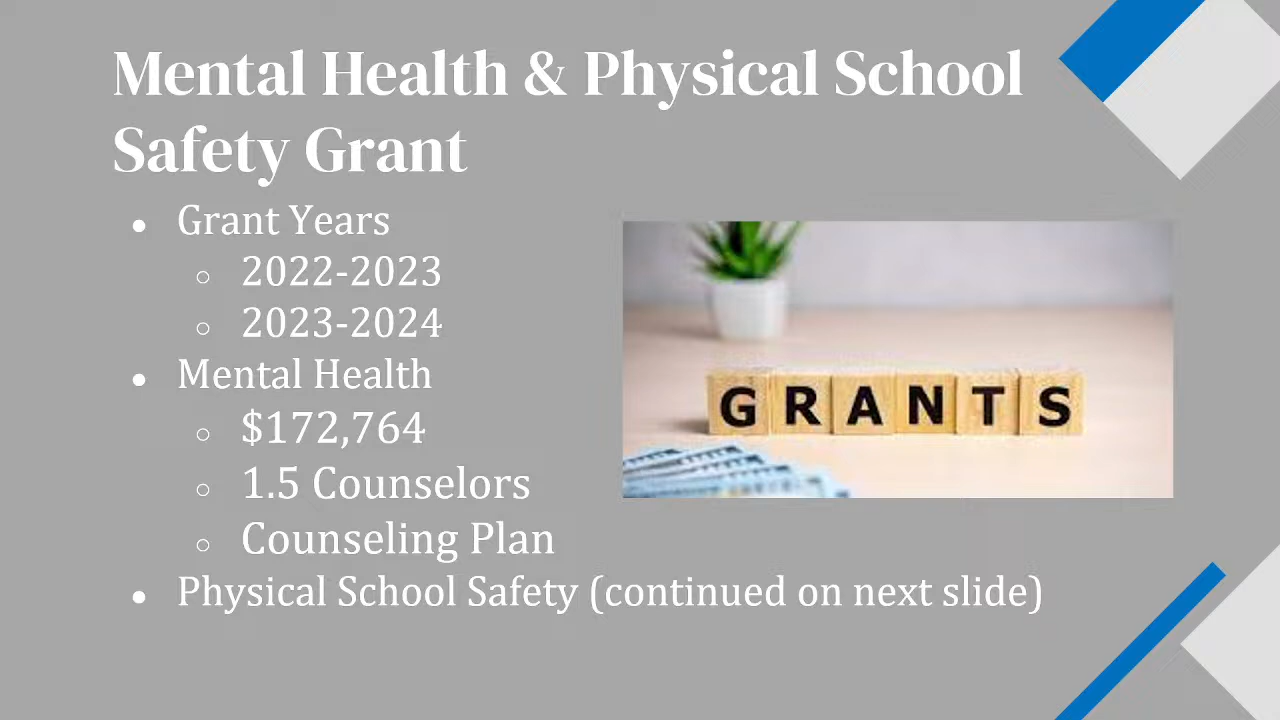 Mental Health & Physical School
Safety Grant
• Grant Years
○ 2022-2023
○ 2023-2024
• Mental Health
○ $172,764
○ 1.5 Counselors
○ Counseling Plan
• Physical School Safety (continued on next slide)
GRANTS